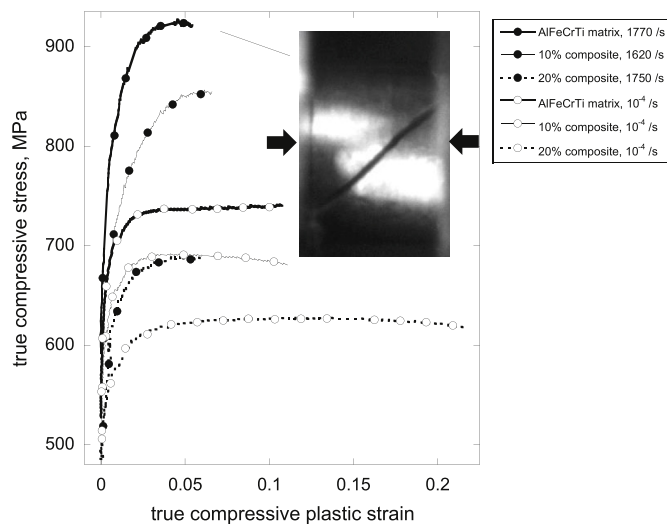 900
800
700
600
500
true compressive stress, MPa
0
0.05
0.1
0.15
0.2
true compressive plastic strain
AlFeCrTi matrix, 1770 /s
10% composite, 1620 /s
20% composite, 1750 /s
AlFeCrTi matrix, 10⁻⁴ /s
10% composite, 10⁻⁴ /s
20% composite, 10⁻⁴ /s